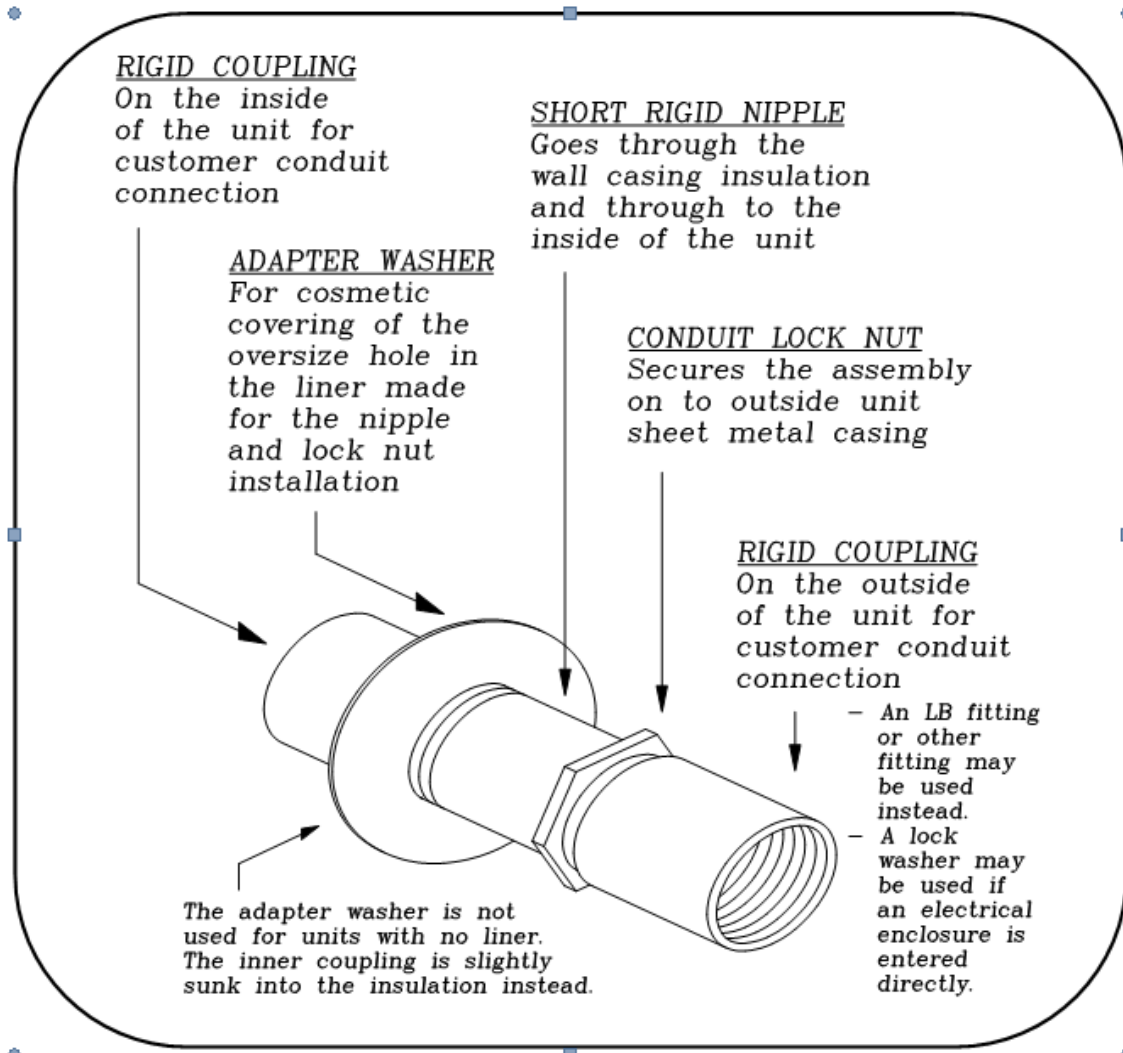 RIGID COUPLING
On the inside
of the unit for
customer conduit
connection
SHORT RIGID NIPPLE
Goes through the
wall casing insulation
and through to the
inside of the unit
ADAPTER WASHER
For cosmetic
covering of the
oversize hole in
the liner made
for the nipple
and lock nut
installation
CONDUIT LOCK NUT
Secures the assembly
on to outside unit
sheet metal casing
RIGID COUPLING
On the outside
of the unit for
customer conduit
connection
- An LB fitting
or other
fitting may
be used
instead.
- A lock
washer may
be used if
an electrical
enclosure is
entered
directly.
The adapter washer is not
used for units with no liner.
The inner coupling is slightly
sunk into the insulation instead.